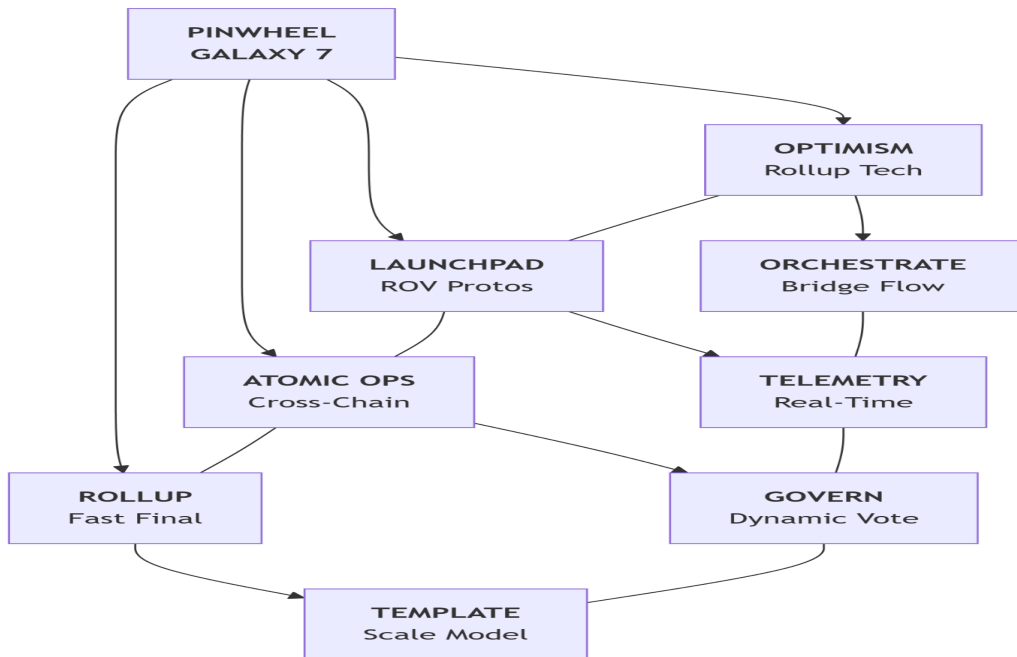 PINWHEEL
GALAXY 7
OPTIMISM
Rollup Tech
LAUNCHPAD
ROV Protos
ORCHESTRATE
Bridge Flow
ATOMIC OPS
Cross-Chain
TELEMETRY
Real-Time
ROLLUP
Fast Final
GOVERN
Dynamic Vote
TEMPLATE
Scale Model